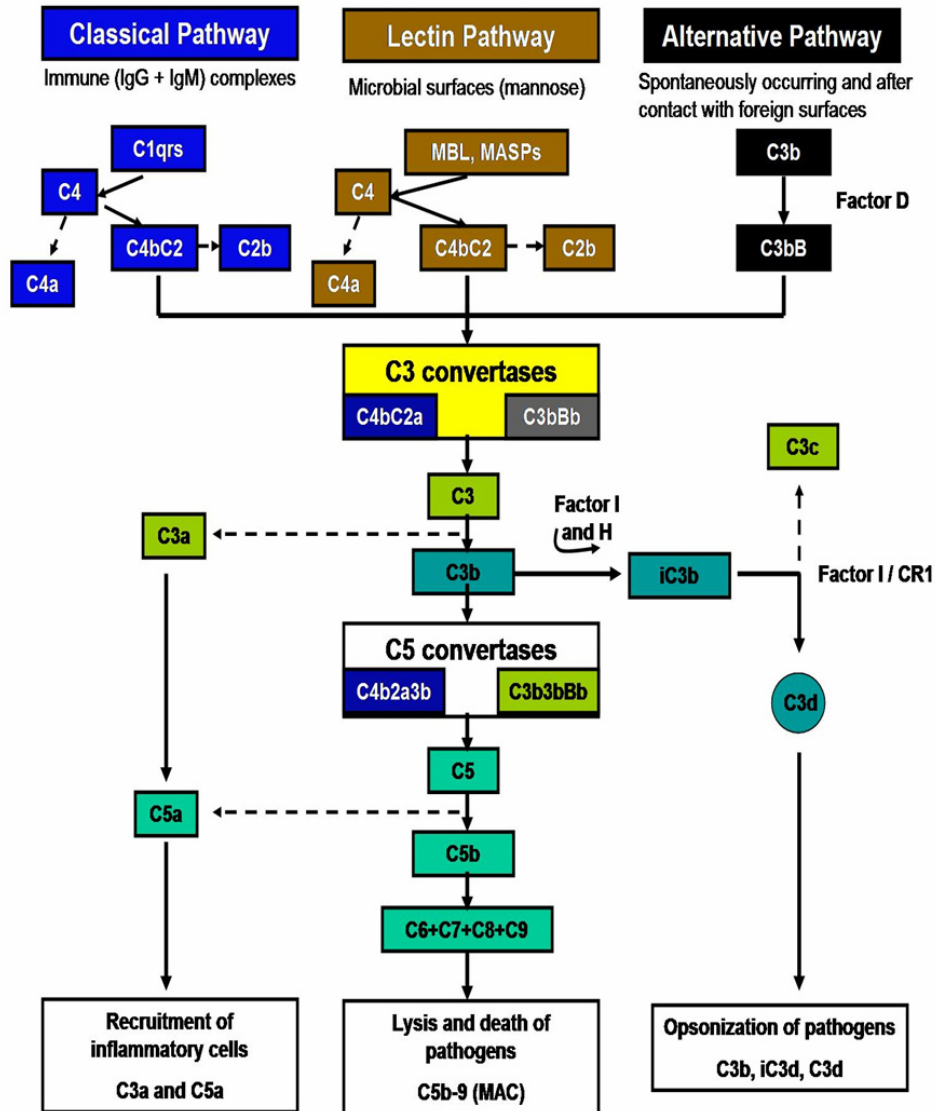 Classical Pathway
Immune (IgG + IgM) complexes
C1qrs
C4
C4bC2
C2b
C4a
Lectin Pathway
Microbial surfaces (mannose)
MBL, MASPs
C4
C4bC2
C2b
C4a
Alternative Pathway
Spontaneously occurring and after
contact with foreign surfaces
C3b
Factor D
C3bB
C3 convertases
C4bC2a
C3bBb
C3
C3a
C3b
Factor I
and H
iC3b
C3c
Factor I / CR1
C3d
C5 convertases
C4b2a3b
C3b3bBb
C5
C5a
C5b
C6+C7+C8+C9
Recruitment of
inflammatory cells
C3a and C5a
Lysis and death of
pathogens
C5b-9 (MAC)
Opsonization of pathogens
C3b, iC3d, C3d